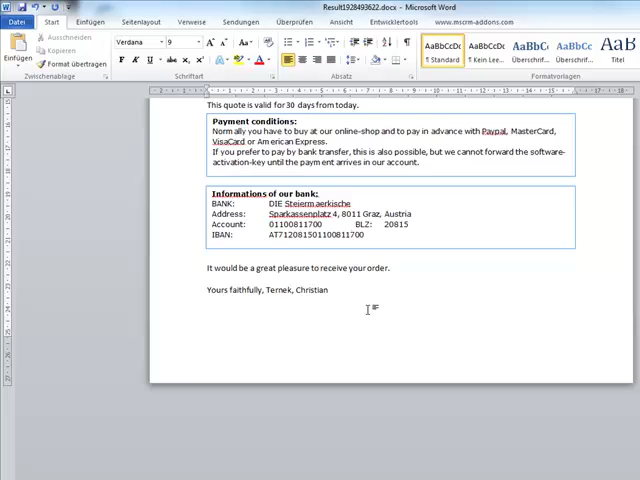 Result1928493622.docx - Microsoft Word
Datei Start Einfügen Seitenlayout Verweise Sendungen Überprüfen Ansicht Entwicklertools www.mscrm-addons.com
Einfügen
Ausschneiden
Kopieren
Format übertragen
Zwischenablage
Verdana 9
F K U abc x₂ x²
Schriftart
Absatz
AaBbCcDc AaBbCcDc AaBbC AaBbCc AaB
¶ Standard ¶ Kein Lee... Überschrif... Überschrif... Titel
Formatvorlagen
This quote is valid for 30 days from today.
Payment conditions:
Normally you have to buy at our online-shop and to pay in advance with Paypal, MasterCard,
VisaCard or American Express.
If you prefer to pay by bank transfer, this is also possible, but we cannot forward the software-
activation-key until the payment arrives in our account.
Informations of our bank:
BANK: DIE Steiermaerkische
Address: Sparkassenplatz 4, 8011 Graz, Austria
Account: 01100811700 BLZ: 20815
IBAN: AT712081501100811700
It would be a great pleasure to receive your order.
Yours faithfully, Ternek, Christian